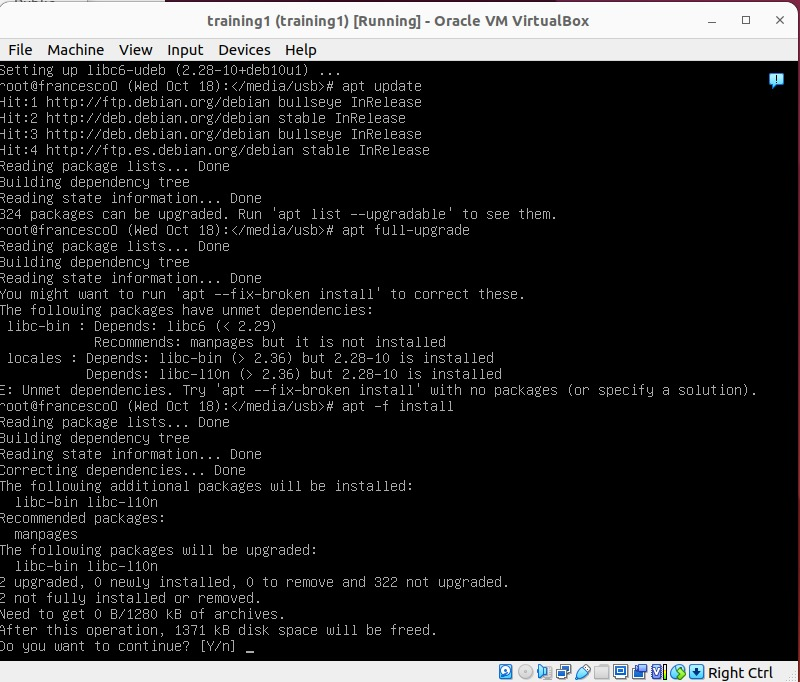 training1 (training1) [Running] - Oracle VM VirtualBox
File Machine View Input Devices Help
Setting up libc6-udeb (2.28-10+deb10u1) ...
root@francesco0 (Wed Oct 18):</media/usb># apt update
Hit:1 http://ftp.debian.org/debian bullseye InRelease
Hit:2 http://deb.debian.org/debian stable InRelease
Hit:3 http://ftp.debian.org/debian bullseye InRelease
Hit:4 http://ftp.es.debian.org/debian stable InRelease
Reading package lists... Done
Building dependency tree
Reading state information... Done
324 packages can be upgraded. Run 'apt list --upgradable' to see them.
root@francesco0 (Wed Oct 18):</media/usb># apt full-upgrade
Reading package lists... Done
Building dependency tree
Reading state information... Done
You might want to run 'apt --fix-broken install' to correct these.
The following packages have unmet dependencies:
libc-bin : Depends: libc6 (< 2.29)
Recommends: manpages but it is not installed
locales : Depends: libc-bin (> 2.36) but 2.28-10 is installed
Depends: libc-l10n (> 2.36) but 2.28-10 is installed
E: Unmet dependencies. Try 'apt --fix-broken install' with no packages (or specify a solution).
root@francesco0 (Wed Oct 18):</media/usb># apt -f install
Reading package lists... Done
Building dependency tree
Reading state information... Done
Correcting dependencies... Done
The following additional packages will be installed:
libc-bin libc-l10n
Recommended packages:
manpages
The following packages will be upgraded:
libc-bin libc-l10n
2 upgraded, 0 newly installed, 0 to remove and 322 not upgraded.
2 not fully installed or removed.
Need to get 0 B/1280 kB of archives.
After this operation, 1371 kB disk space will be freed.
Do you want to continue? [Y/n] _
Right Ctrl